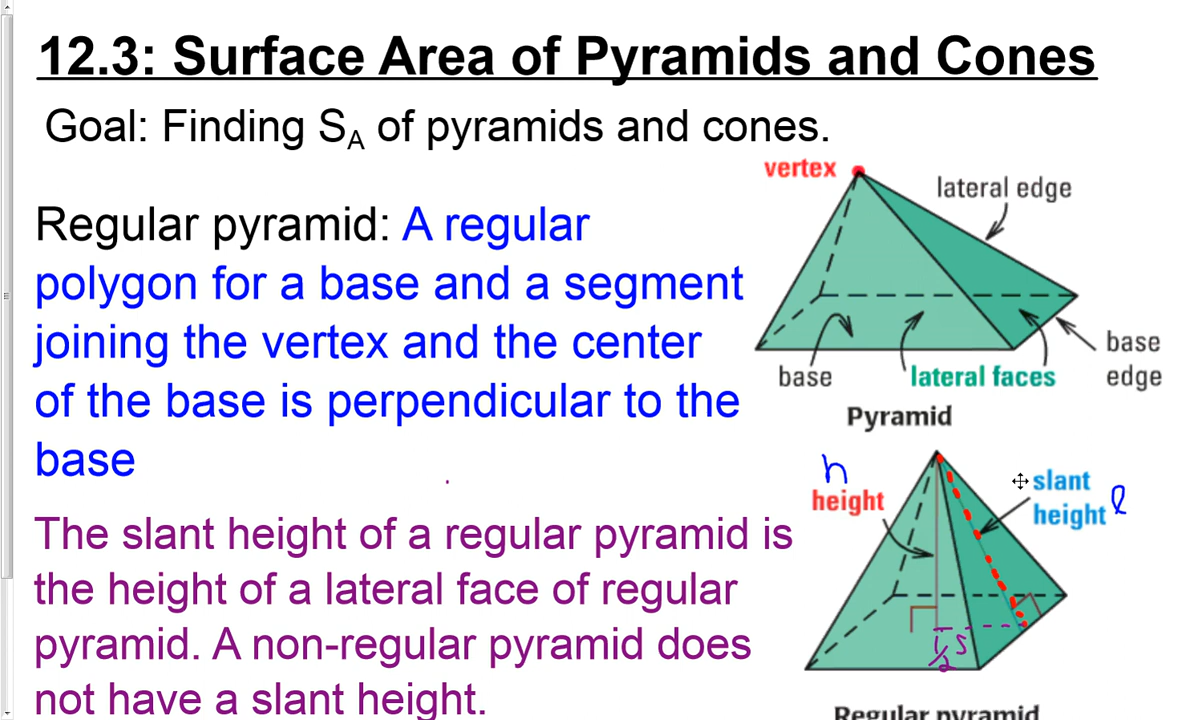 12.3: Surface Area of Pyramids and Cones
Goal: Finding SA of pyramids and cones.
Regular pyramid: A regular
polygon for a base and a segment
joining the vertex and the center
of the base is perpendicular to the
base
The slant height of a regular pyramid is
the height of a lateral face of regular
pyramid. A non-regular pyramid does
not have a slant height.
vertex
lateral edge
base
lateral faces
base
edge
Pyramid
h
height
slant
height l
1/2 s
Regular pyramid